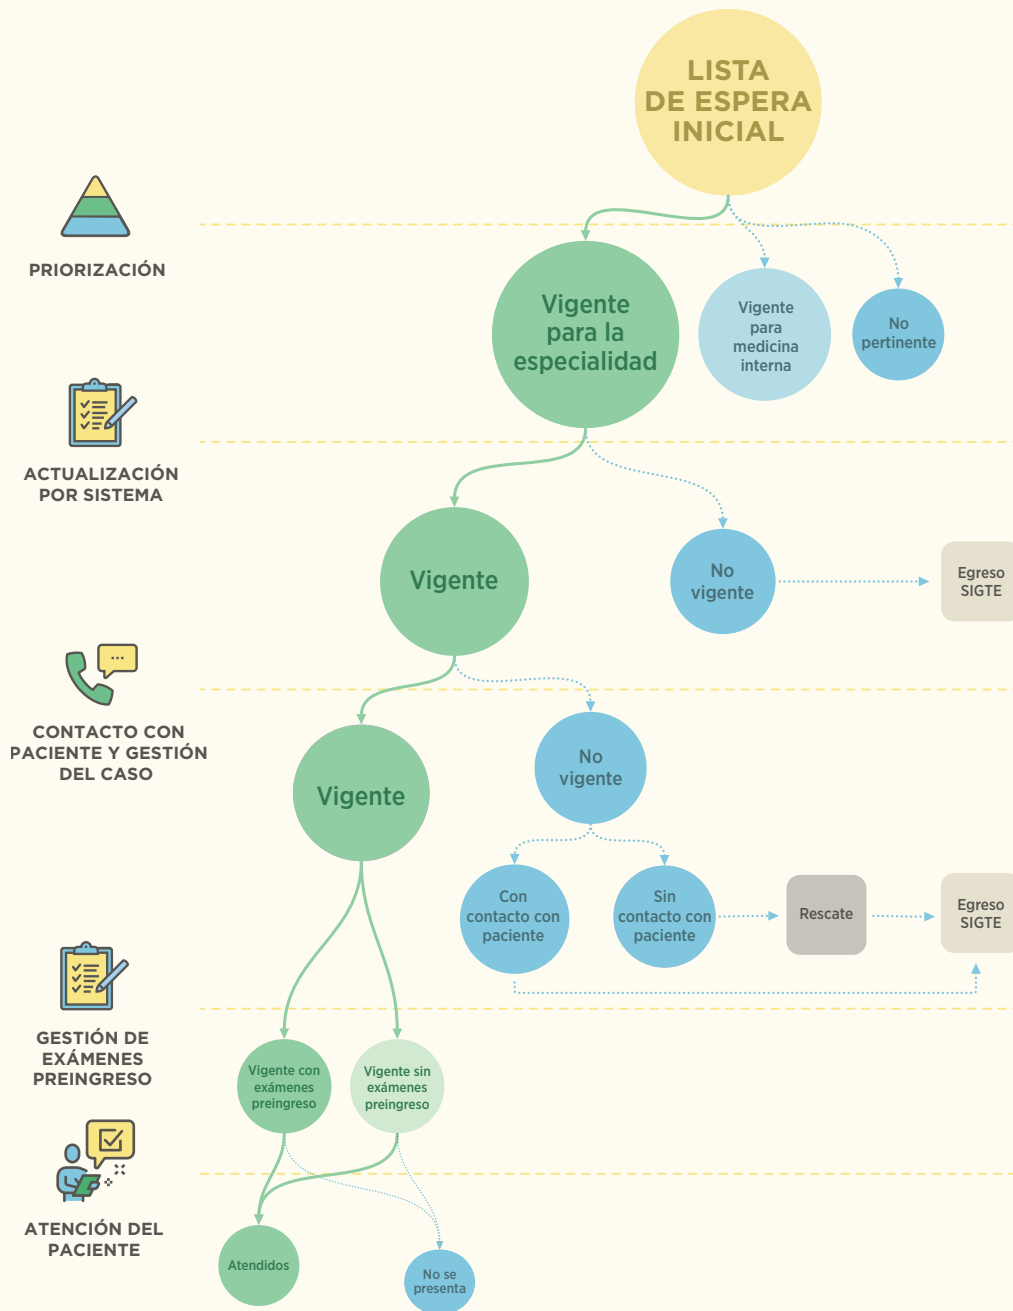 LISTA
DE ESPERA
INICIAL
PRIORIZACIÓN
Vigente
para la
especialidad
Vigente
para
medicina
interna
No
pertinente
ACTUALIZACIÓN
POR SISTEMA
Vigente
No
vigente
Egreso
SIGTE
CONTACTO CON
PACIENTE Y GESTIÓN
DEL CASO
Vigente
No
vigente
Con
contacto con
paciente
Sin
contacto con
paciente
Rescate
Egreso
SIGTE
GESTIÓN DE
EXÁMENES
PREINGRESO
Vigente con
exámenes
preingreso
Vigente sin
exámenes
preingreso
ATENCIÓN DEL
PACIENTE
Atendidos
No se
presenta